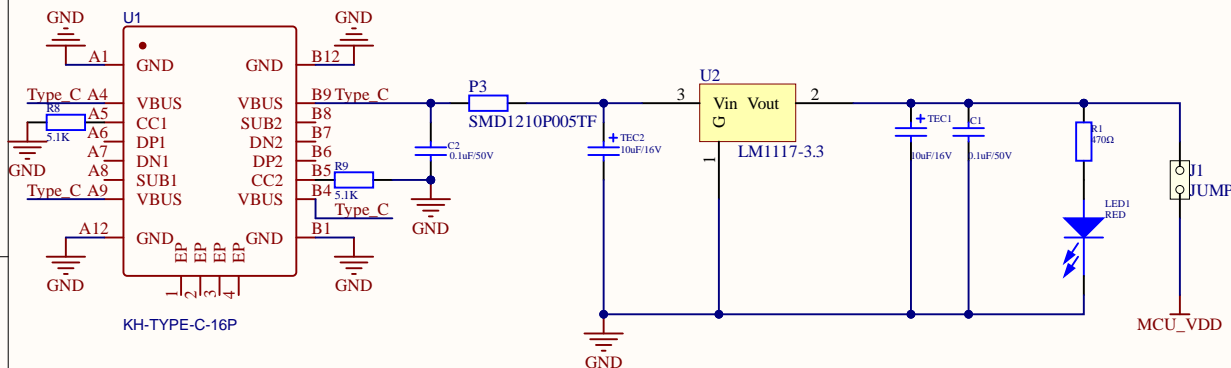 GND
U1
GND
A1
GND
GND
B12
Type_C A4
VBUS
VBUS
B9 Type_C
P3
SMD1210P005TF
3
U2
Vin Vout
G
1
2
LM1117-3.3
R8
5.1K
A5
CC1
SUB2
B8
A6
DP1
DN2
B7
A7
DN1
DP2
B6
A8
SUB1
CC2
B5
R9
5.1K
GND
Type_C A9
VBUS
VBUS
B4
Type_C
C2
0.1uF/50V
GND
TEC2
10uF/16V
TEC1
10uF/16V
C1
0.1uF/50V
R1
470Ω
LED1
RED
J1
JUMP
A12
GND
GND
B1
GND
GND
EP
EP
EP
EP
1
2
3
4
KH-TYPE-C-16P
GND
MCU_VDD